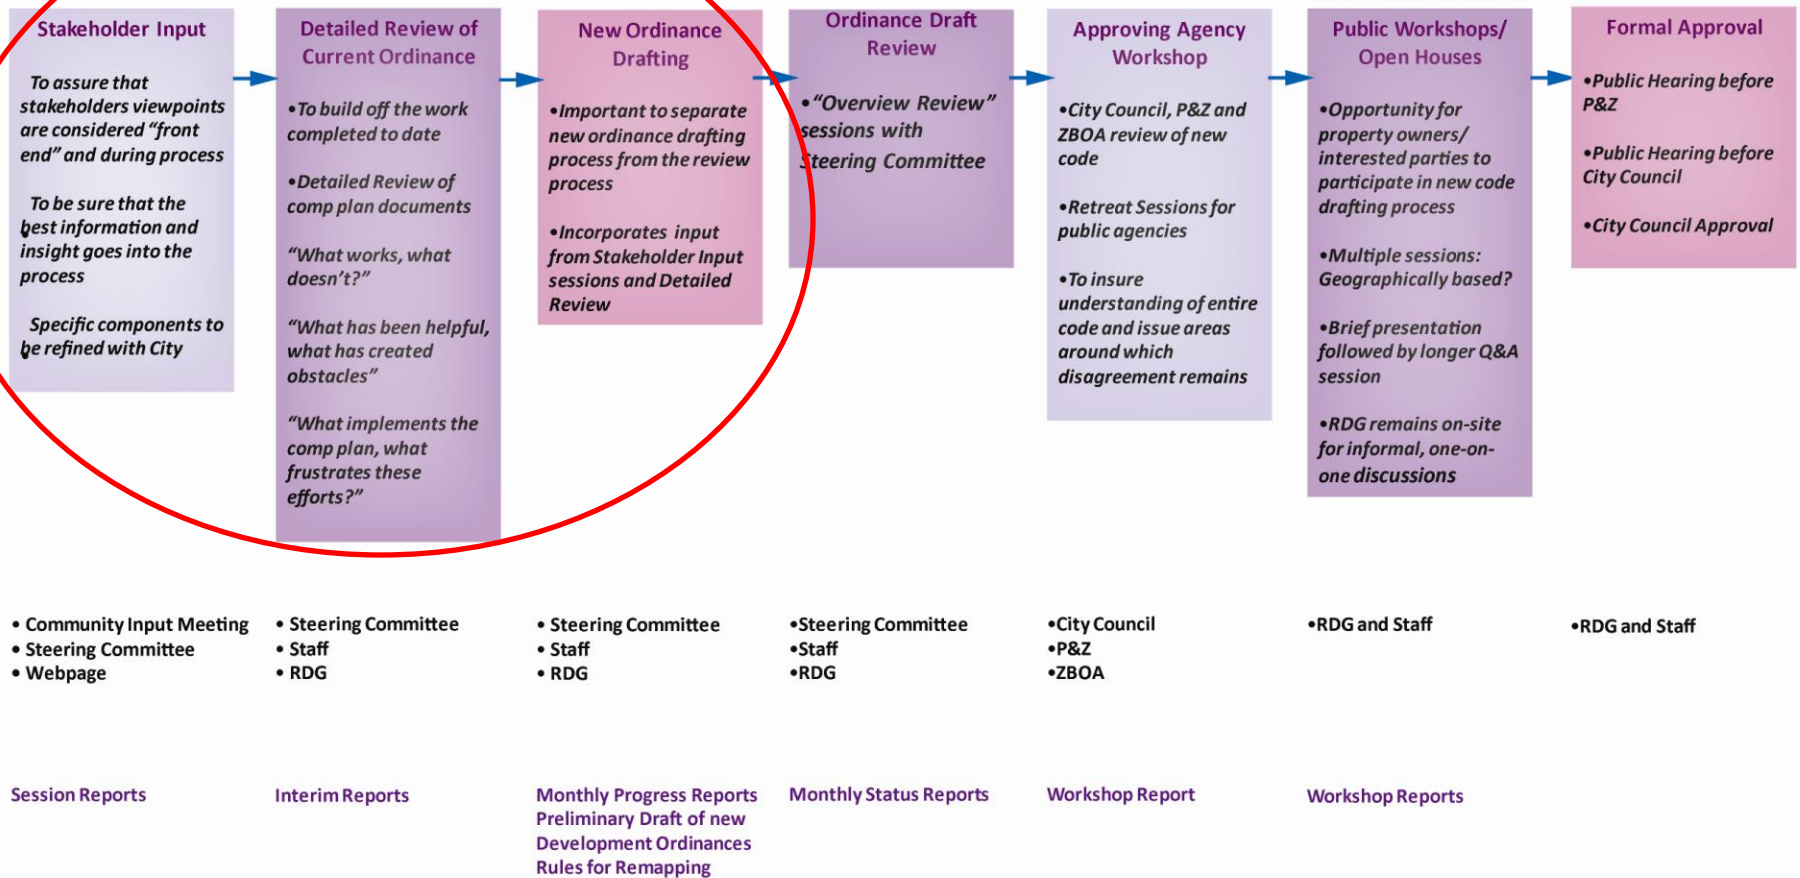 Stakeholder Input
To assure that
stakeholders viewpoints
are considered “front
end” and during process
To be sure that the
best information and
insight goes into the
process
Specific components to
be refined with City
Detailed Review of
Current Ordinance
•To build off the work
completed to date
•Detailed Review of
comp plan documents
“What works, what
doesn’t?”
“What has been helpful,
what has created
obstacles”
“What implements the
comp plan, what
frustrates these
efforts?”
New Ordinance
Drafting
•Important to separate
new ordinance drafting
process from the review
process
•Incorporates input
from Stakeholder Input
sessions and Detailed
Review
Ordinance Draft
Review
•“Overview Review”
sessions with
Steering Committee
Approving Agency
Workshop
•City Council, P&Z and
ZBOA review of new
code
•Retreat Sessions for
public agencies
•To insure
understanding of entire
code and issue areas
around which
disagreement remains
Public Workshops/
Open Houses
•Opportunity for
property owners/
interested parties to
participate in new code
drafting process
•Multiple sessions:
Geographically based?
•Brief presentation
followed by longer Q&A
session
•RDG remains on-site
for informal, one-on-
one discussions
Formal Approval
•Public Hearing before
P&Z
•Public Hearing before
City Council
•City Council Approval
• Community Input Meeting
• Steering Committee
• Webpage
• Steering Committee
• Staff
• RDG
• Steering Committee
• Staff
• RDG
•Steering Committee
•Staff
•RDG
•City Council
•P&Z
•ZBOA
•RDG and Staff
•RDG and Staff
Session Reports
Interim Reports
Monthly Progress Reports
Preliminary Draft of new
Development Ordinances
Rules for Remapping
Monthly Status Reports
Workshop Report
Workshop Reports